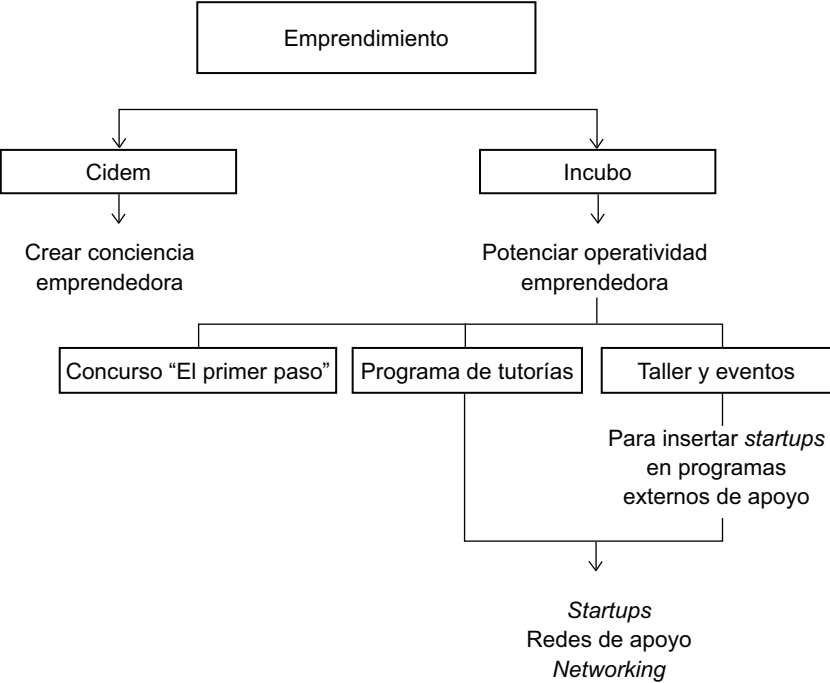 Emprendimiento
Cidem
Incubo
Crear conciencia
emprendedora
Potenciar operatividad
emprendedora
Concurso “El primer paso”
Programa de tutorías
Taller y eventos
Para insertar startups
en programas
externos de apoyo
Startups
Redes de apoyo
Networking